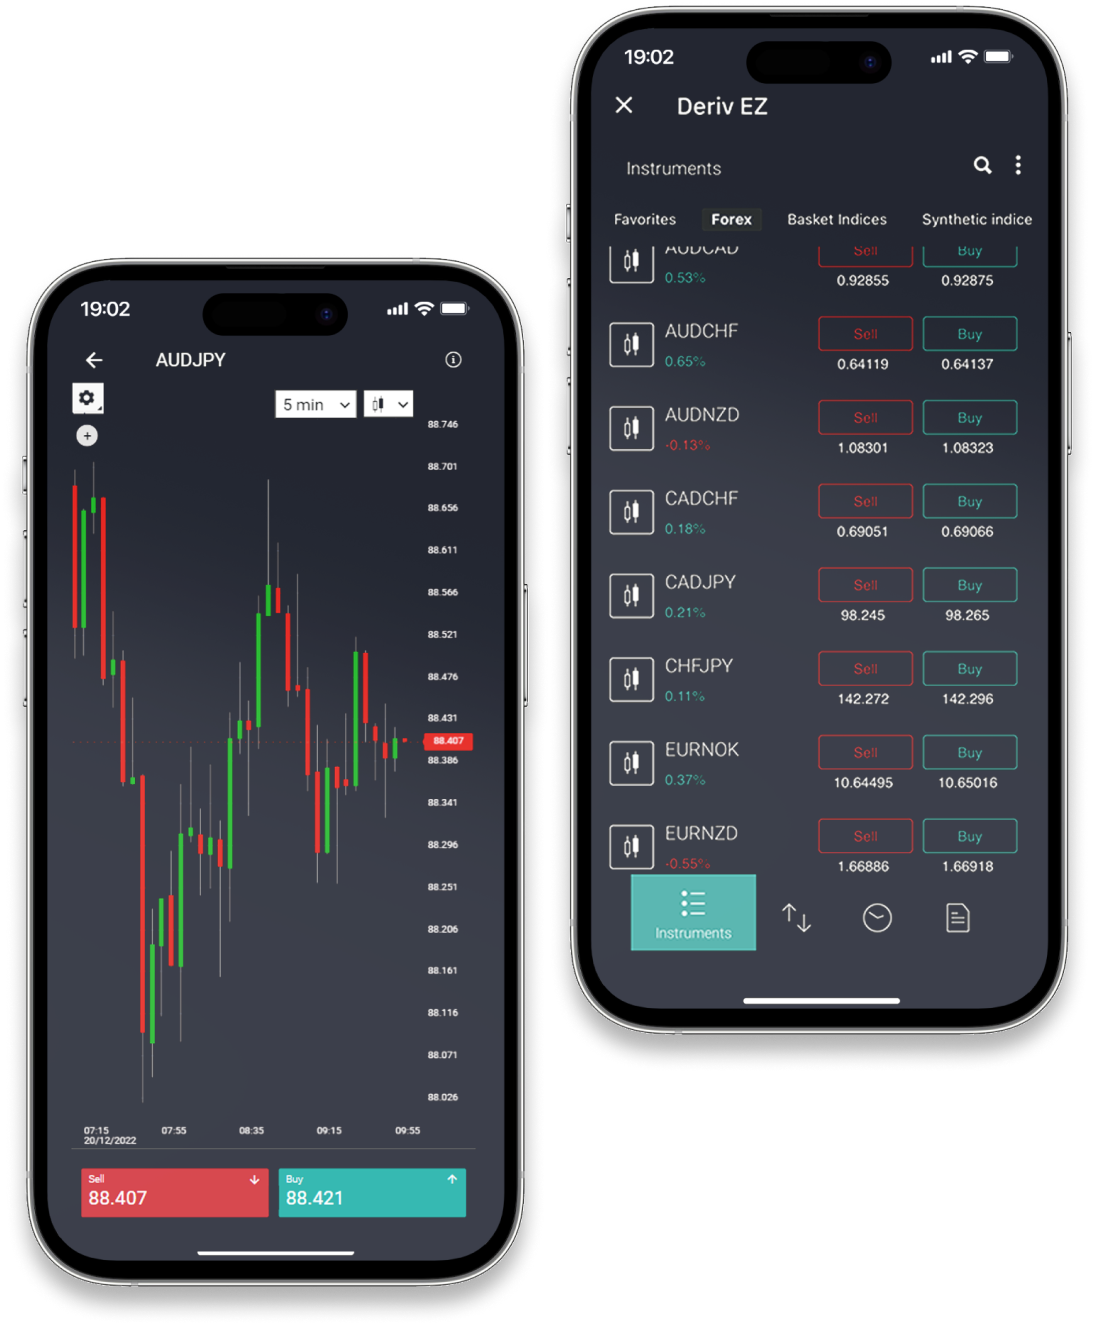 19:02
AUDJPY
5 min
88.746
88.701
88.656
88.611
88.566
88.521
88.476
88.431
88.407
88.386
88.341
88.296
88.251
88.206
88.161
88.116
88.071
88.026
07:15 07:55 08:35 09:15 09:55
20/12/2022
Sell
88.407
Buy
88.421
19:02
Deriv EZ
Instruments
Favorites Forex Basket Indices Synthetic indice
AUDCAD Sell Buy
0.53% 0.92855 0.92875
AUDCHF Sell Buy
0.65% 0.64119 0.64137
AUDNZD Sell Buy
-0.13% 1.08301 1.08323
CADCHF Sell Buy
0.18% 0.69051 0.69066
CADJPY Sell Buy
0.21% 98.245 98.265
CHFJPY Sell Buy
0.11% 142.272 142.296
EURNOK Sell Buy
0.37% 10.64495 10.65016
EURNZD Sell Buy
-0.55% 1.66886 1.66918
Instruments